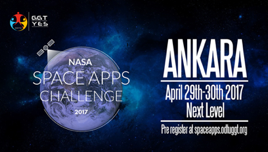 GGT
YES
NASA
SPACE APPS
CHALLENGE
2017
ANKARA
April 29th-30th 2017
Next Level
Pre register at spaceapps.odtuggt.org